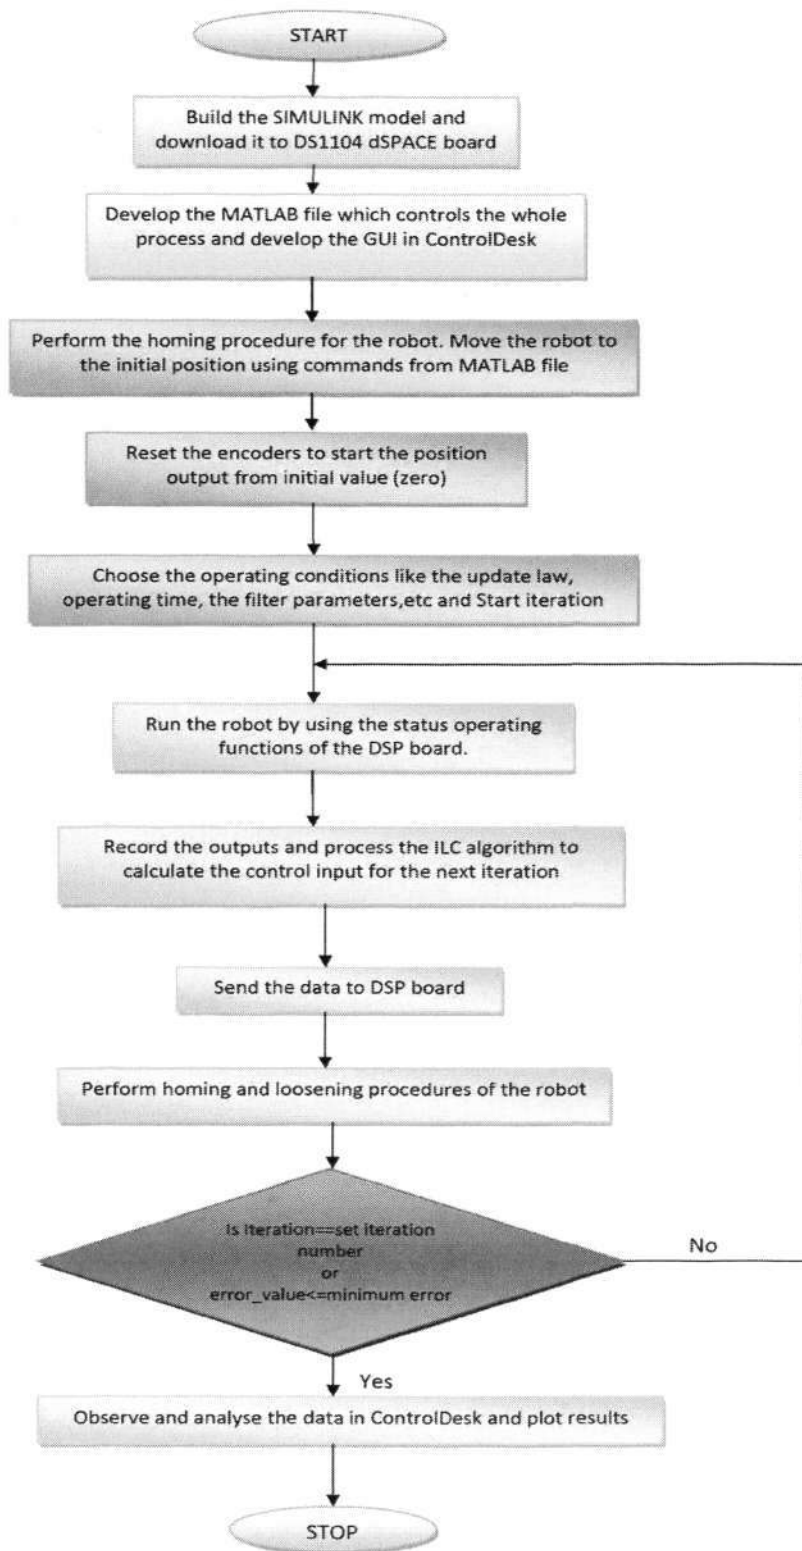 START
Build the SIMULINK model and
download it to DS1104 dSPACE board
Develop the MATLAB file which controls the whole
process and develop the GUI in ControlDesk
Perform the homing procedure for the robot. Move the robot to
the initial position using commands from MATLAB file
Reset the encoders to start the position
output from initial value (zero)
Choose the operating conditions like the update law,
operating time, the filter parameters,etc and Start iteration
Run the robot by using the status operating
functions of the DSP board.
Record the outputs and process the ILC algorithm to
calculate the control input for the next iteration
Send the data to DSP board
Perform homing and loosening procedures of the robot
Is Iteration==set iteration
number
or
error_value<=minimum error
No
Yes
Observe and analyse the data in ControlDesk and plot results
STOP